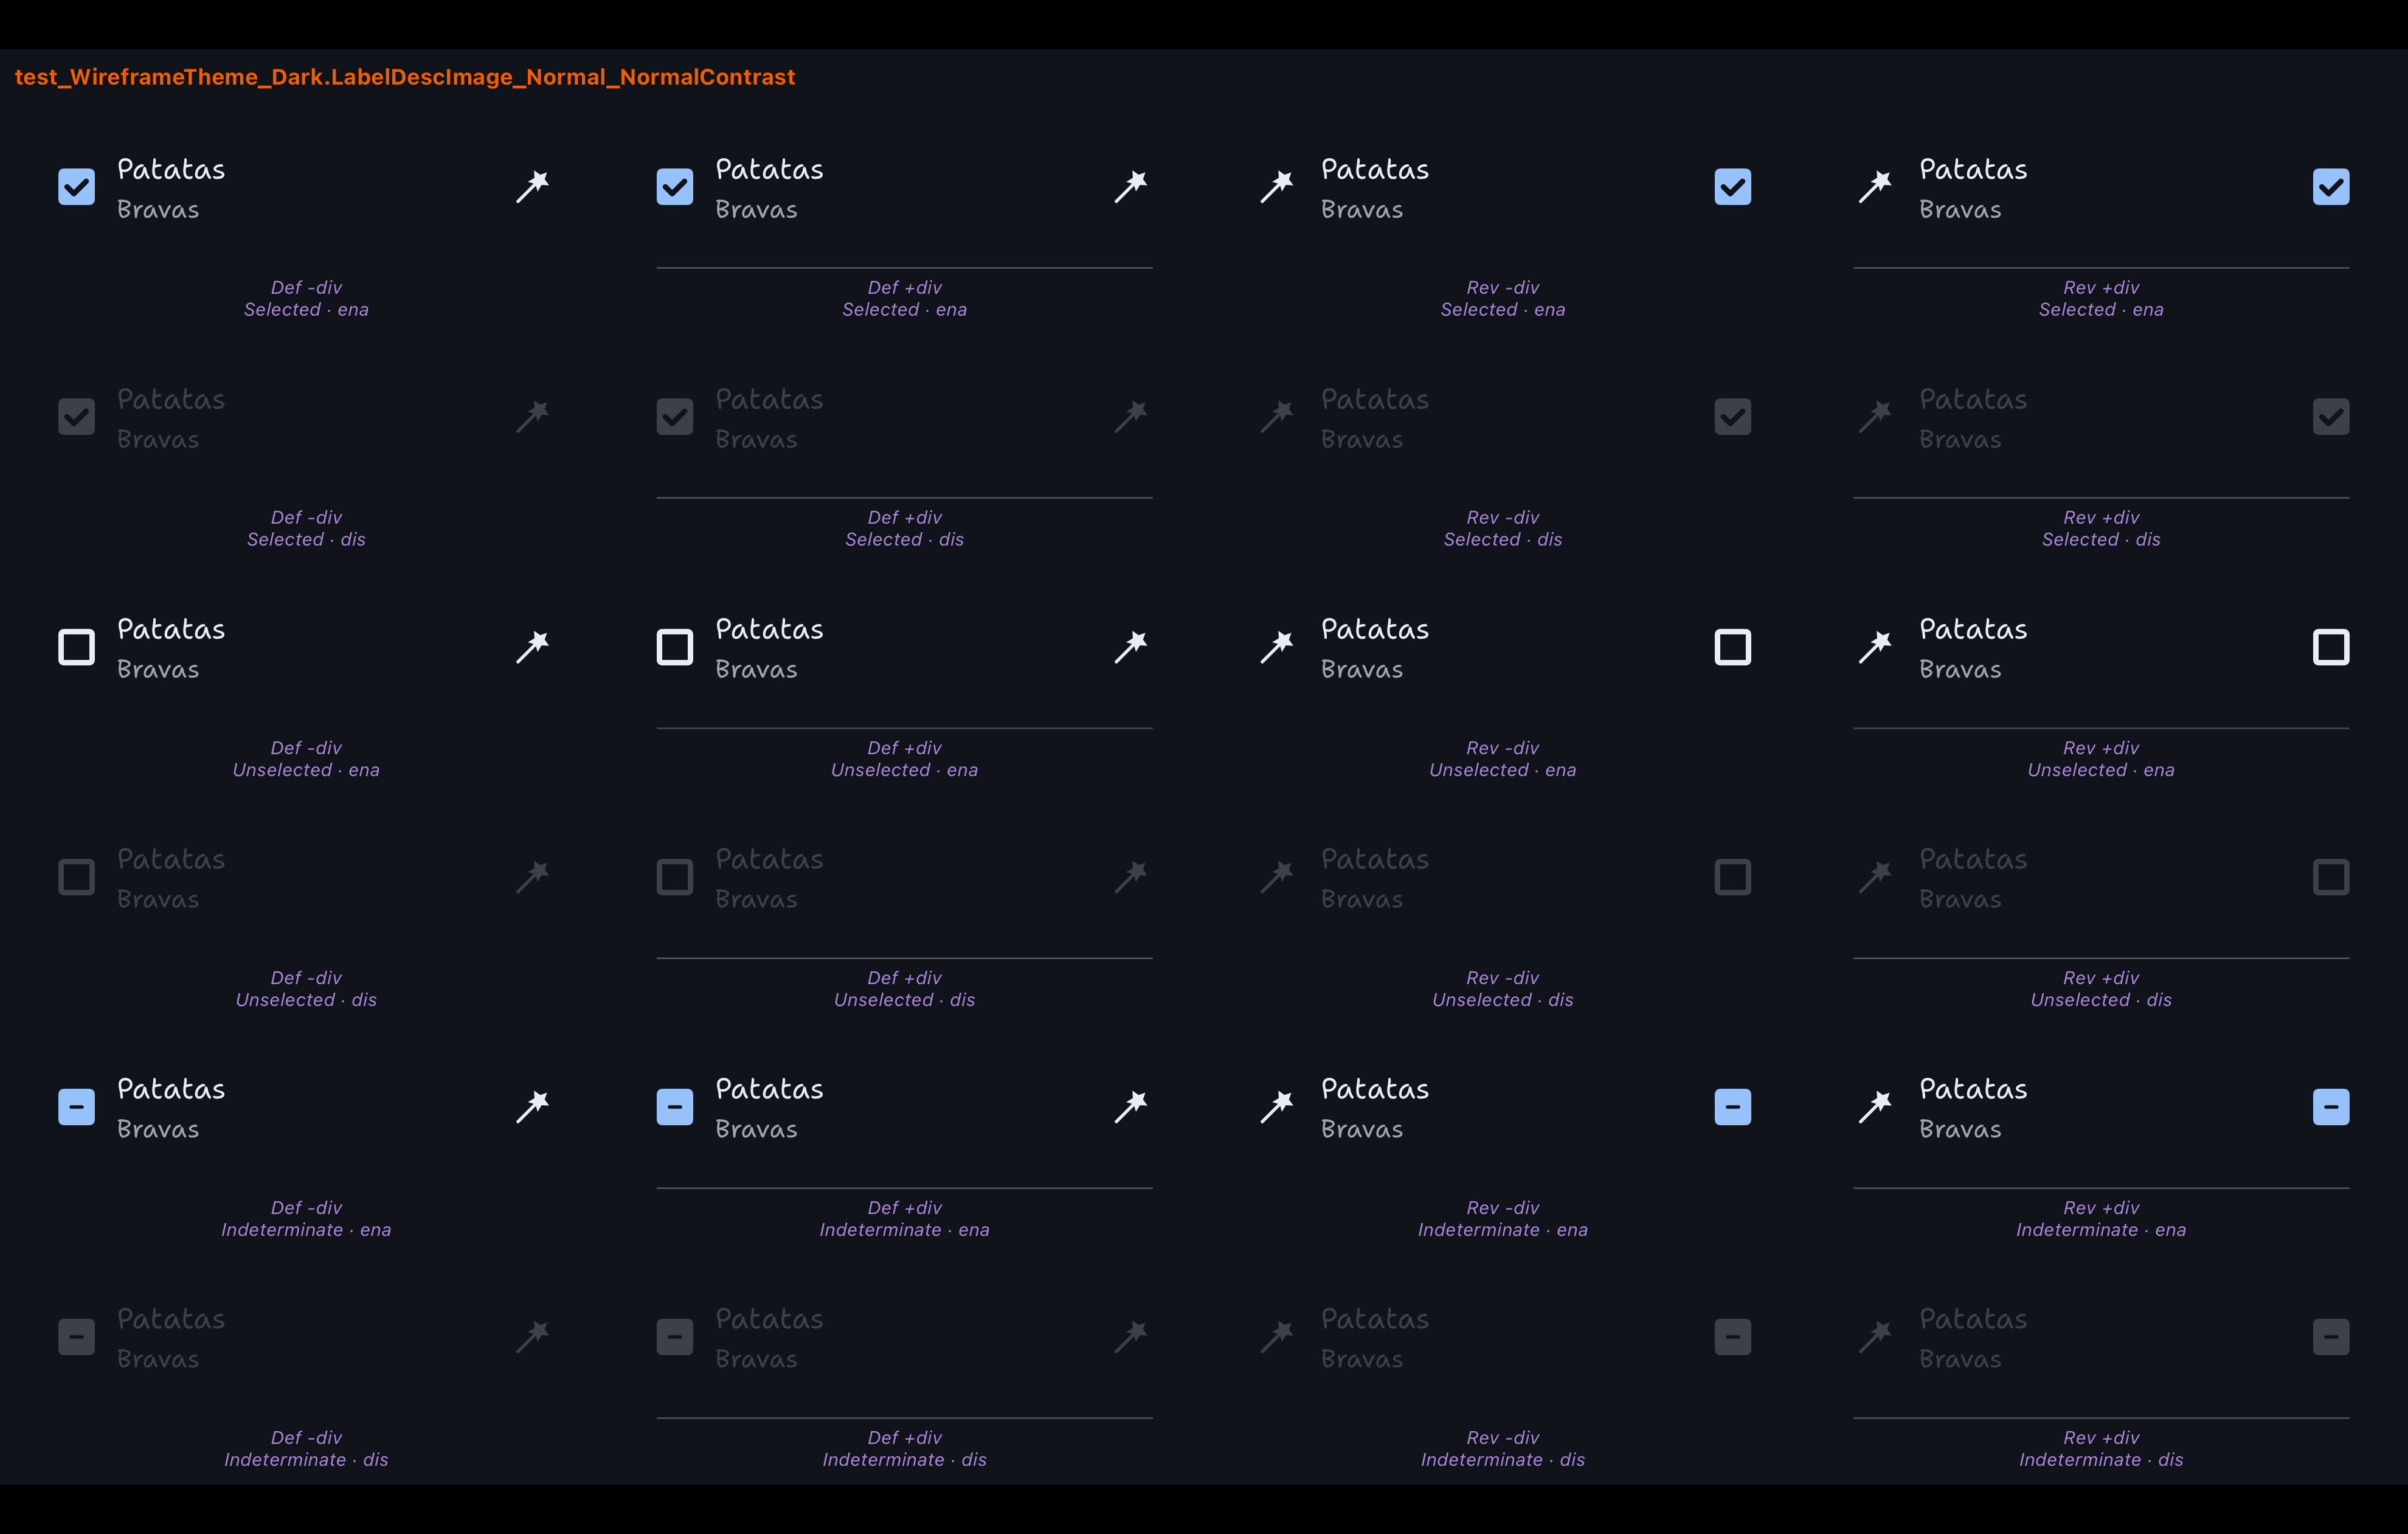 test_WireframeTheme_Dark.LabelDescImage_Normal_NormalContrast
Patatas
Bravas
Def -div
Selected · ena
Patatas
Bravas
Def +div
Selected · ena
Patatas
Bravas
Rev -div
Selected · ena
Patatas
Bravas
Rev +div
Selected · ena
Patatas
Bravas
Def -div
Selected · dis
Patatas
Bravas
Def +div
Selected · dis
Patatas
Bravas
Rev -div
Selected · dis
Patatas
Bravas
Rev +div
Selected · dis
Patatas
Bravas
Def -div
Unselected · ena
Patatas
Bravas
Def +div
Unselected · ena
Patatas
Bravas
Rev -div
Unselected · ena
Patatas
Bravas
Rev +div
Unselected · ena
Patatas
Bravas
Def -div
Unselected · dis
Patatas
Bravas
Def +div
Unselected · dis
Patatas
Bravas
Rev -div
Unselected · dis
Patatas
Bravas
Rev +div
Unselected · dis
Patatas
Bravas
Def -div
Indeterminate · ena
Patatas
Bravas
Def +div
Indeterminate · ena
Patatas
Bravas
Rev -div
Indeterminate · ena
Patatas
Bravas
Rev +div
Indeterminate · ena
Patatas
Bravas
Def -div
Indeterminate · dis
Patatas
Bravas
Def +div
Indeterminate · dis
Patatas
Bravas
Rev -div
Indeterminate · dis
Patatas
Bravas
Rev +div
Indeterminate · dis